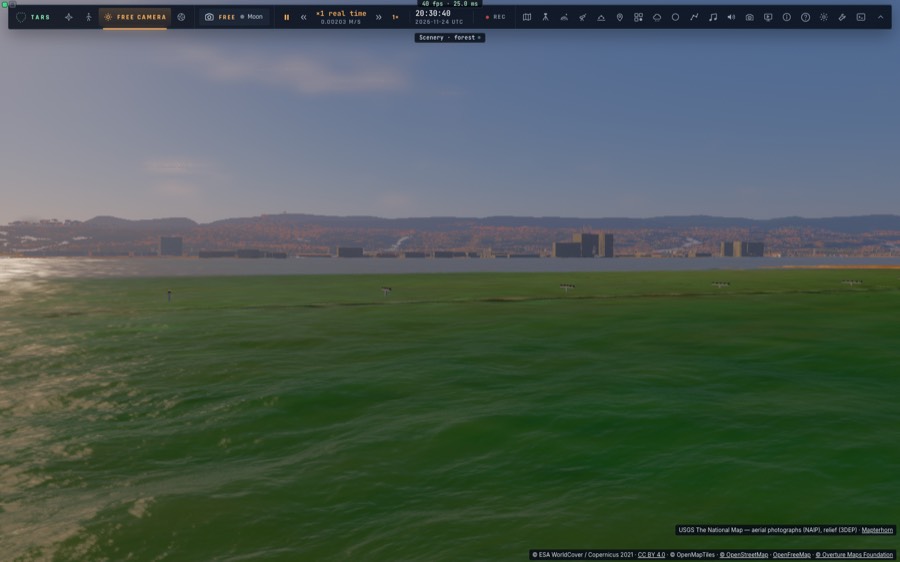 40 fps · 25.0 ms
TARS
FREE CAMERA
FREE
Moon
×1 real time
0.00203 M/S
1×
20:30:40
2026-11-24 UTC
REC
Scenery · forest
USGS The National Map — aerial photographs (NAIP), relief (3DEP) · Mapterhorn
© ESA WorldCover / Copernicus 2021 · CC BY 4.0 · © OpenMapTiles · © OpenStreetMap · OpenFreeMap · © Overture Maps Foundation